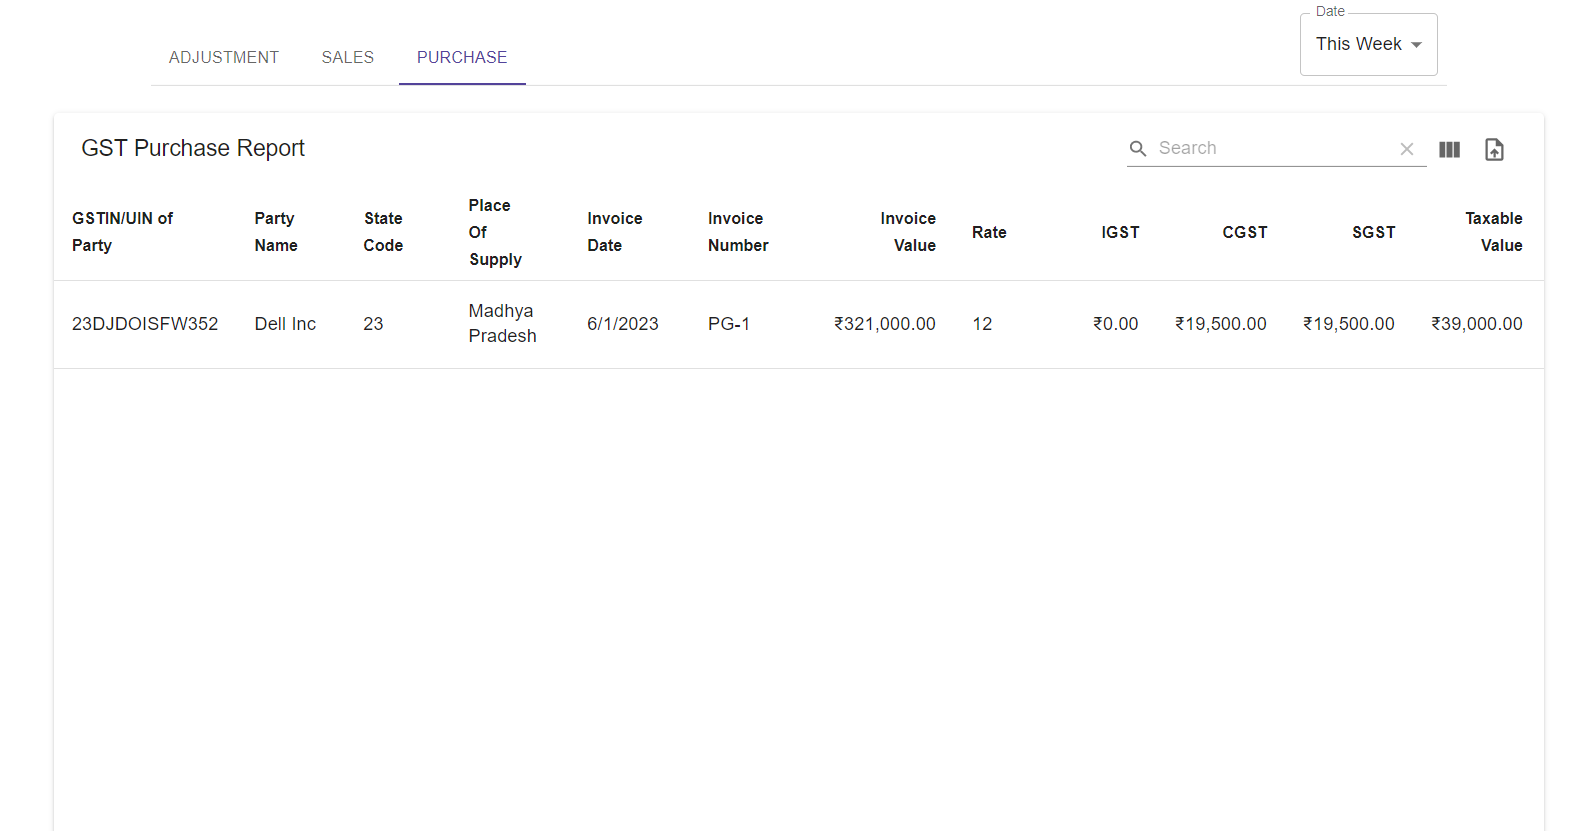 Date
This Week
ADJUSTMENT SALES PURCHASE
GST Purchase Report
Search
GSTIN/UIN of Party
Party Name
State Code
Place Of Supply
Invoice Date
Invoice Number
Invoice Value
Rate
IGST
CGST
SGST
Taxable Value
23DJDOISFW352 Dell Inc 23 Madhya Pradesh 6/1/2023 PG-1 ₹321,000.00 12 ₹0.00 ₹19,500.00 ₹19,500.00 ₹39,000.00